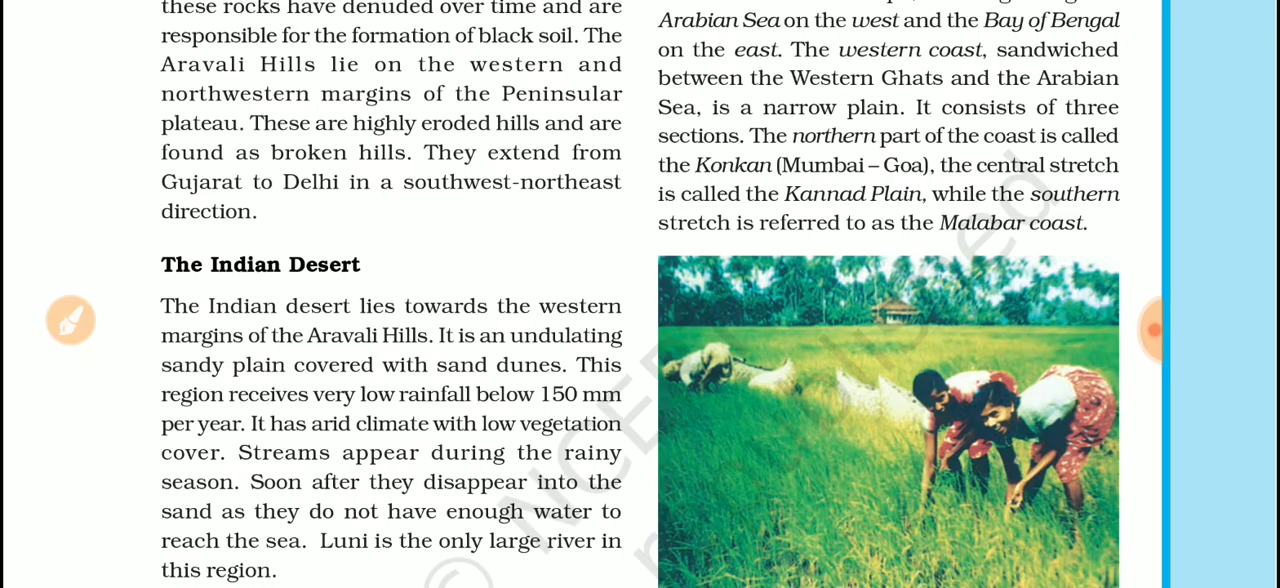 these rocks have denuded over time and are
responsible for the formation of black soil. The
Aravali Hills lie on the western and
northwestern margins of the Peninsular
plateau. These are highly eroded hills and are
found as broken hills. They extend from
Gujarat to Delhi in a southwest-northeast
direction.
The Indian Desert
The Indian desert lies towards the western
margins of the Aravali Hills. It is an undulating
sandy plain covered with sand dunes. This
region receives very low rainfall below 150 mm
per year. It has arid climate with low vegetation
cover. Streams appear during the rainy
season. Soon after they disappear into the
sand as they do not have enough water to
reach the sea. Luni is the only large river in
this region.
Arabian Sea on the west and the Bay of Bengal
on the east. The western coast, sandwiched
between the Western Ghats and the Arabian
Sea, is a narrow plain. It consists of three
sections. The northern part of the coast is called
the Konkan (Mumbai – Goa), the central stretch
is called the Kannad Plain, while the southern
stretch is referred to as the Malabar coast.